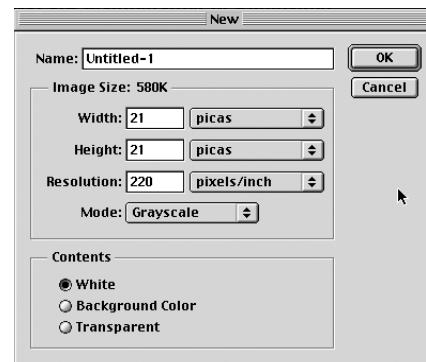 New
Name: Untitled-1
OK
Image Size: 580K
Cancel
Width: 21 picas
Height: 21 picas
Resolution: 220 pixels/inch
Mode: Grayscale
Contents
White
Background Color
Transparent